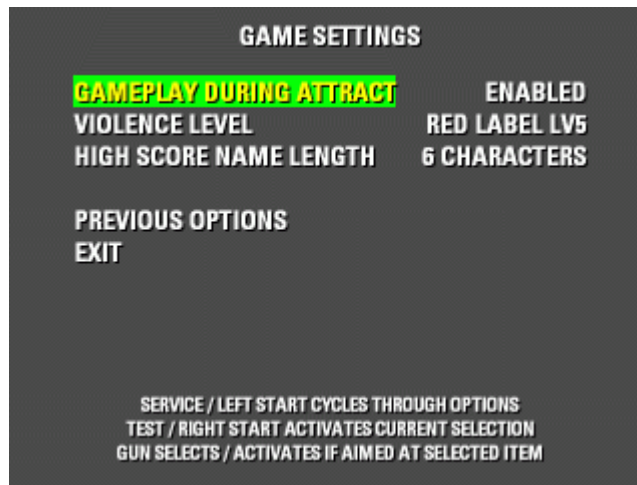 GAME SETTINGS
GAMEPLAY DURING ATTRACT ENABLED
VIOLENCE LEVEL RED LABEL LV5
HIGH SCORE NAME LENGTH 6 CHARACTERS
PREVIOUS OPTIONS
EXIT
SERVICE / LEFT START CYCLES THROUGH OPTIONS
TEST / RIGHT START ACTIVATES CURRENT SELECTION
GUN SELECTS / ACTIVATES IF AIMED AT SELECTED ITEM